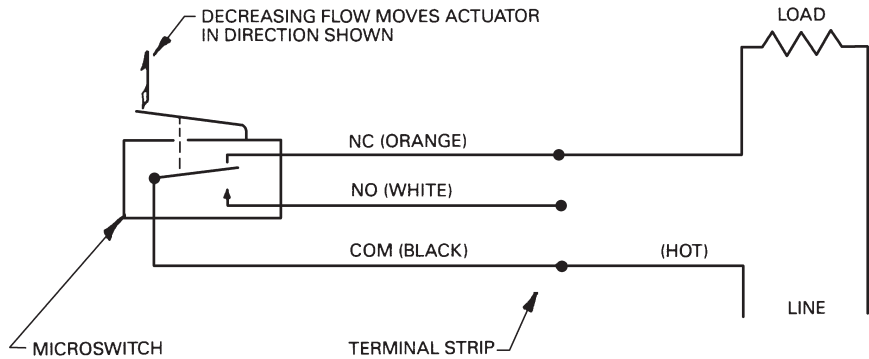 DECREASING FLOW MOVES ACTUATOR
IN DIRECTION SHOWN
LOAD
NC (ORANGE)
NO (WHITE)
COM (BLACK)
(HOT)
LINE
MICROSWITCH
TERMINAL STRIP